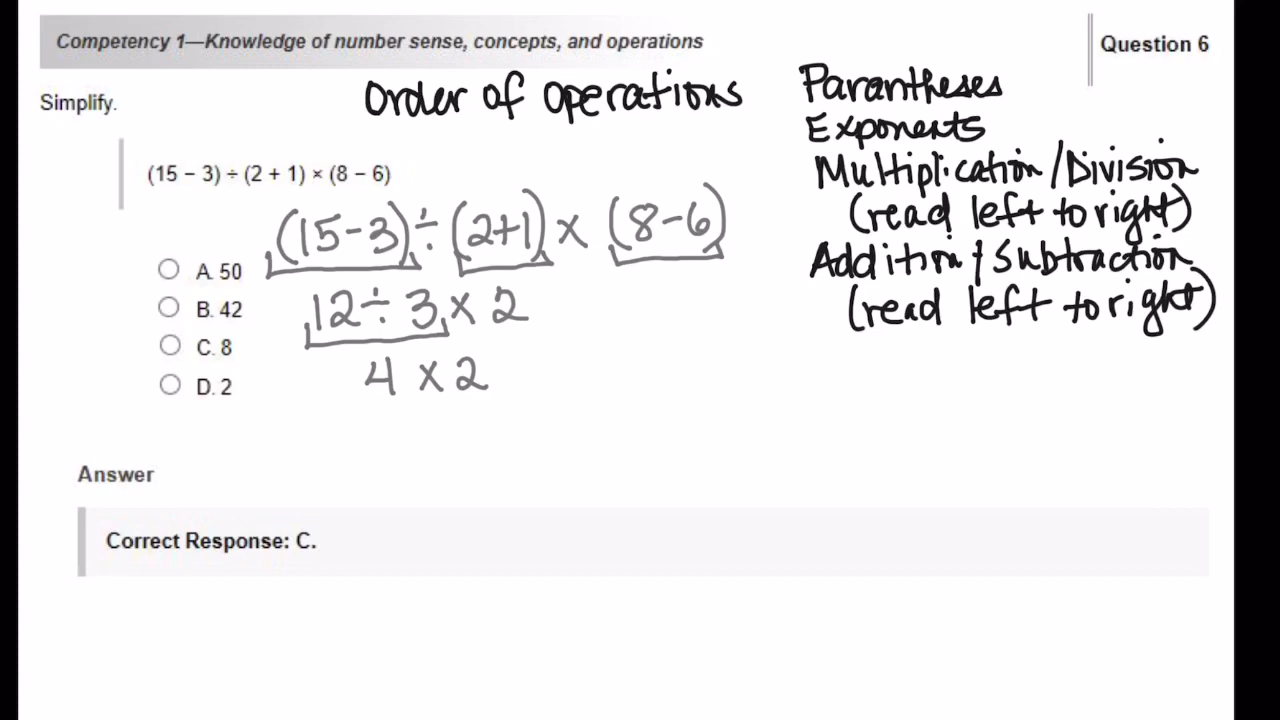 Competency 1—Knowledge of number sense, concepts, and operations
Question 6
Simplify.
Order of operations
(15 − 3) ÷ (2 + 1) × (8 − 6)
(15-3) ÷ (2+1) × (8-6)
12 ÷ 3 × 2
4 × 2
A. 50
B. 42
C. 8
D. 2
Parantheses
Exponents
Multiplication/Division
(read left to right)
Addition/Subtraction
(read left to right)
Answer
Correct Response: C.